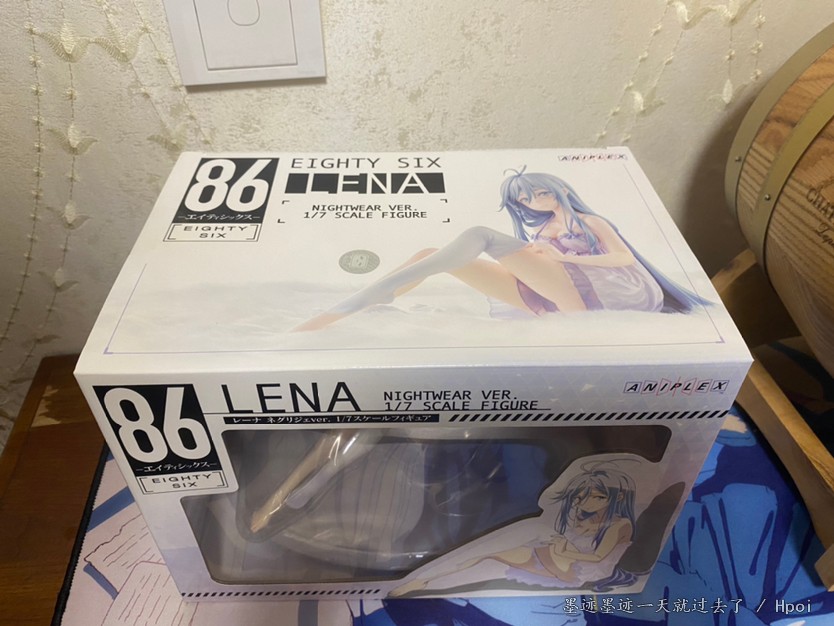 86
EIGHTY SIX
LENA
NIGHTWEAR VER.
1/7 SCALE FIGURE
ANIPLEX
―エイティシックス―
EIGHTY
SIX
86
LENA
NIGHTWEAR VER.
1/7 SCALE FIGURE
ANIPLEX
レーナ ネグリジェver. 1/7スケールフィギュア
―エイティシックス―
EIGHTY
SIX
墨迹墨迹一天就过去了 / Hpoi